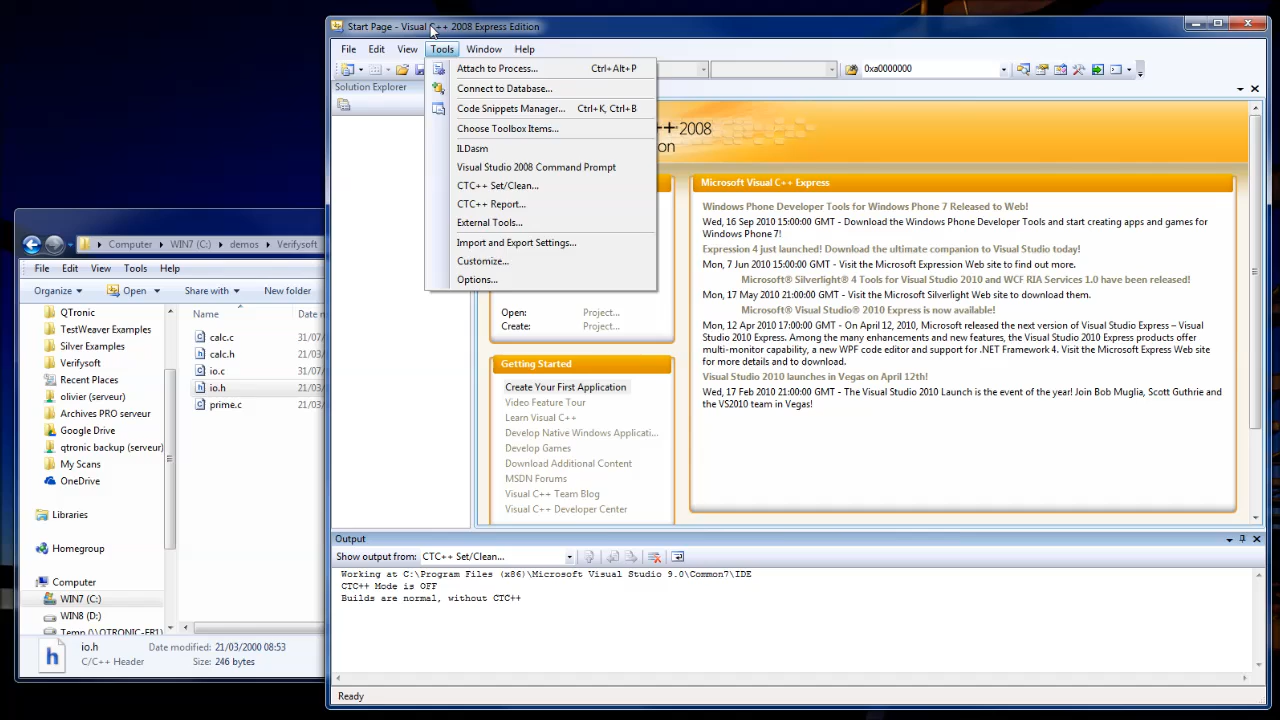 Start Page - Visual C++ 2008 Express Edition
File Edit View Tools Window Help
0xa0000000
Solution Explorer
Attach to Process... Ctrl+Alt+P
Connect to Database...
Code Snippets Manager... Ctrl+K, Ctrl+B
Choose Toolbox Items...
ILDasm
Visual Studio 2008 Command Prompt
CTC++ Set/Clean...
CTC++ Report...
External Tools...
Import and Export Settings...
Customize...
Options...
++ 2008
on
Open: Project...
Create: Project...
Getting Started
Create Your First Application
Video Feature Tour
Learn Visual C++
Develop Native Windows Applicati...
Develop Games
Download Additional Content
MSDN Forums
Visual C++ Team Blog
Visual C++ Developer Center
Microsoft Visual C++ Express
Windows Phone Developer Tools for Windows Phone 7 Released to Web!
Wed, 16 Sep 2010 15:00:00 GMT - Download the Windows Phone Developer Tools and start creating apps and games for
Windows Phone 7!
Expression 4 just launched! Download the ultimate companion to Visual Studio today!
Mon, 7 Jun 2010 15:00:00 GMT - Visit the Microsoft Expression Web site to find out more.
Microsoft® Silverlight® 4 Tools for Visual Studio 2010 and WCF RIA Services 1.0 have been released!
Mon, 17 May 2010 21:00:00 GMT - Visit the Microsoft Silverlight Web site to download them.
Microsoft® Visual Studio® 2010 Express is now available!
Mon, 12 Apr 2010 17:00:00 GMT - On April 12, 2010, Microsoft released the next version of Visual Studio Express – Visual
Studio 2010 Express. Among the many enhancements and new features, the Visual Studio 2010 Express products offer
multi-monitor capability, a new WPF code editor and support for .NET Framework 4. Visit the Microsoft Express Web site
for more details and to download.
Visual Studio 2010 launches in Vegas on April 12th!
Wed, 17 Feb 2010 21:00:00 GMT - The Visual Studio 2010 Launch is the event of the year! Join Bob Muglia, Scott Guthrie and
the VS2010 team in Vegas!
Output
Show output from: CTC++ Set/Clean...
Working at C:\Program Files (x86)\Microsoft Visual Studio 9.0\Common7\IDE
CTC++ Mode is OFF
Builds are normal, without CTC++
Ready
Computer WIN7 (C:) demos Verifysoft
File Edit View Tools Help
Organize Open Share with New folder
Name Date m
QTronic
TestWeaver Examples
Silver Examples
Verifysoft
Recent Places
olivier (serveur)
Archives PRO serveur
Google Drive
qtronic backup (serveur)
My Scans
OneDrive
Libraries
Homegroup
Computer
WIN7 (C:)
WIN8 (D:)
calc.c 31/07
calc.h 21/03
io.c 31/07
io.h 21/03
prime.c 21/03
io.h Date modified: 21/03/2000 08:53
C/C++ Header Size: 246 bytes